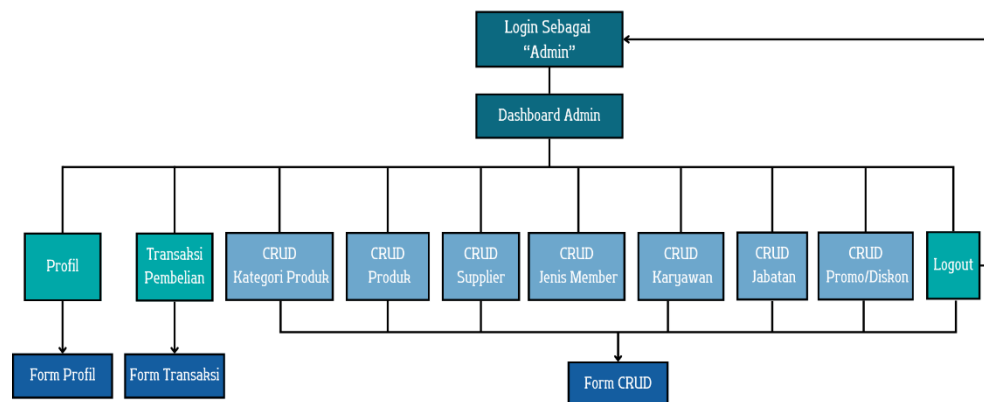 Login Sebagai
“Admin”
Dashboard Admin
Profil
Transaksi
Pembelian
CRUD
Kategori Produk
CRUD
Produk
CRUD
Supplier
CRUD
Jenis Member
CRUD
Karyawan
CRUD
Jabatan
CRUD
Promo/Diskon
Logout
Form Profil
Form Transaksi
Form CRUD